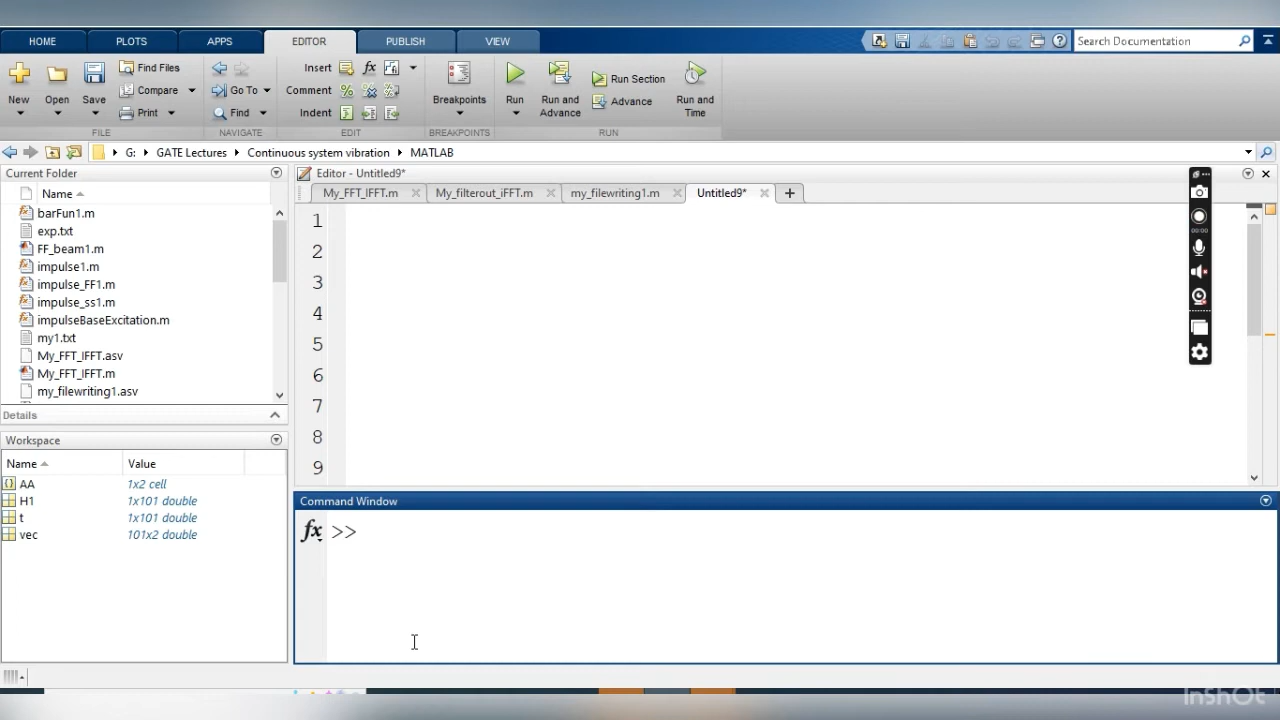 HOME PLOTS APPS EDITOR PUBLISH VIEW Search Documentation
Find Files Insert fx
Compare Go To Comment % Run Section
New Open Save Breakpoints Run Run and Advance Run and Time
Print Find Indent Advance
FILE NAVIGATE EDIT BREAKPOINTS RUN
G: GATE Lectures Continuous system vibration MATLAB
Current Folder
Name
barFun1.m
exp.txt
FF_beam1.m
impulse1.m
impulse_FF1.m
impulse_ss1.m
impulseBaseExcitation.m
my1.txt
My_FFT_IFFT.asv
My_FFT_IFFT.m
my_filewriting1.asv
Details
Workspace
Name Value
AA 1x2 cell
H1 1x101 double
t 1x101 double
vec 101x2 double
Editor - Untitled9*
My_FFT_IFFT.m My_filterout_iFFT.m my_filewriting1.m Untitled9*
1
2
3
4
5
6
7
8
9
00:00
Command Window
fx >>
InShOt